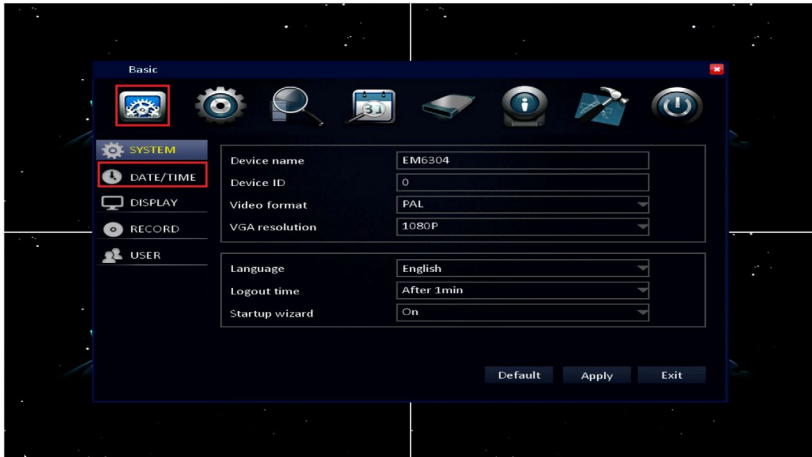 Basic
31
SYSTEM
DATE/TIME
DISPLAY
RECORD
USER
Device name EM6304
Device ID 0
Video format PAL
VGA resolution 1080P
Language English
Logout time After 1min
Startup wizard On
Default Apply Exit